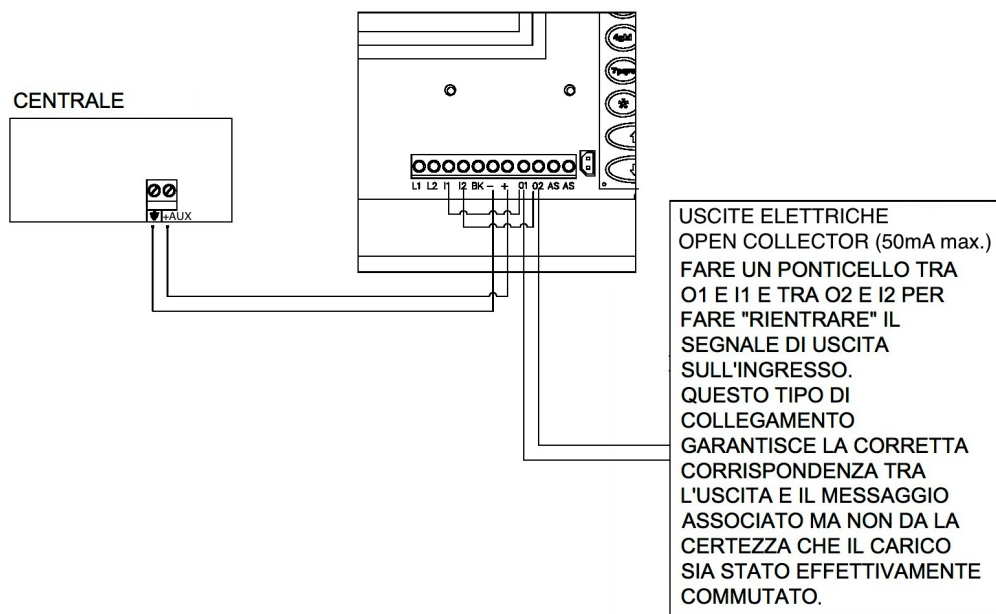 CENTRALE
+AUX
4ghi
7pqrs
*
L1 L2 I1 I2 BK - + O1 O2 AS AS
USCITE ELETTRICHE
OPEN COLLECTOR (50mA max.)
FARE UN PONTICELLO TRA
O1 E I1 E TRA O2 E I2 PER
FARE "RIENTRARE" IL
SEGNALE DI USCITA
SULL'INGRESSO.
QUESTO TIPO DI
COLLEGAMENTO
GARANTISCE LA CORRETTA
CORRISPONDENZA TRA
L'USCITA E IL MESSAGGIO
ASSOCIATO MA NON DA LA
CERTEZZA CHE IL CARICO
SIA STATO EFFETTIVAMENTE
COMMUTATO.